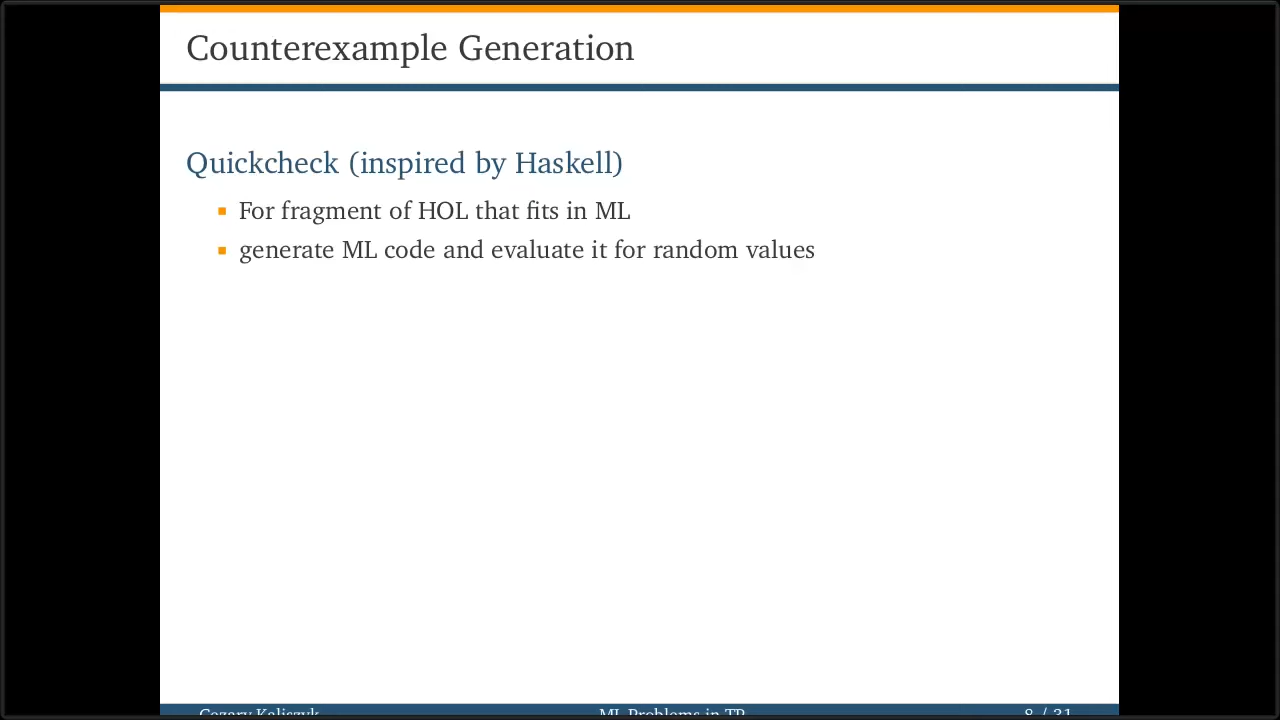 Counterexample Generation
Quickcheck (inspired by Haskell)
For fragment of HOL that fits in ML
generate ML code and evaluate it for random values
Cezary Kaliszyk ML Problems in TP 8 / 31